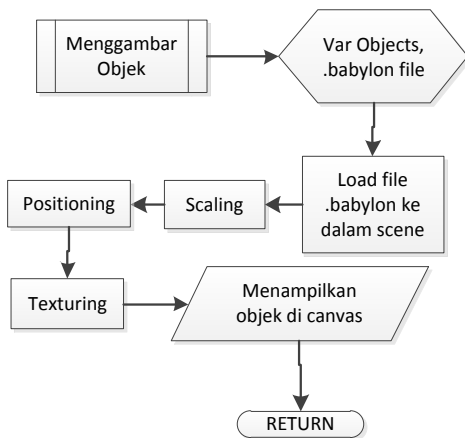 Menggambar
Objek
Var Objects,
.babylon file
Load file
.babylon ke
dalam scene
Scaling
Positioning
Texturing
Menampilkan
objek di canvas
RETURN